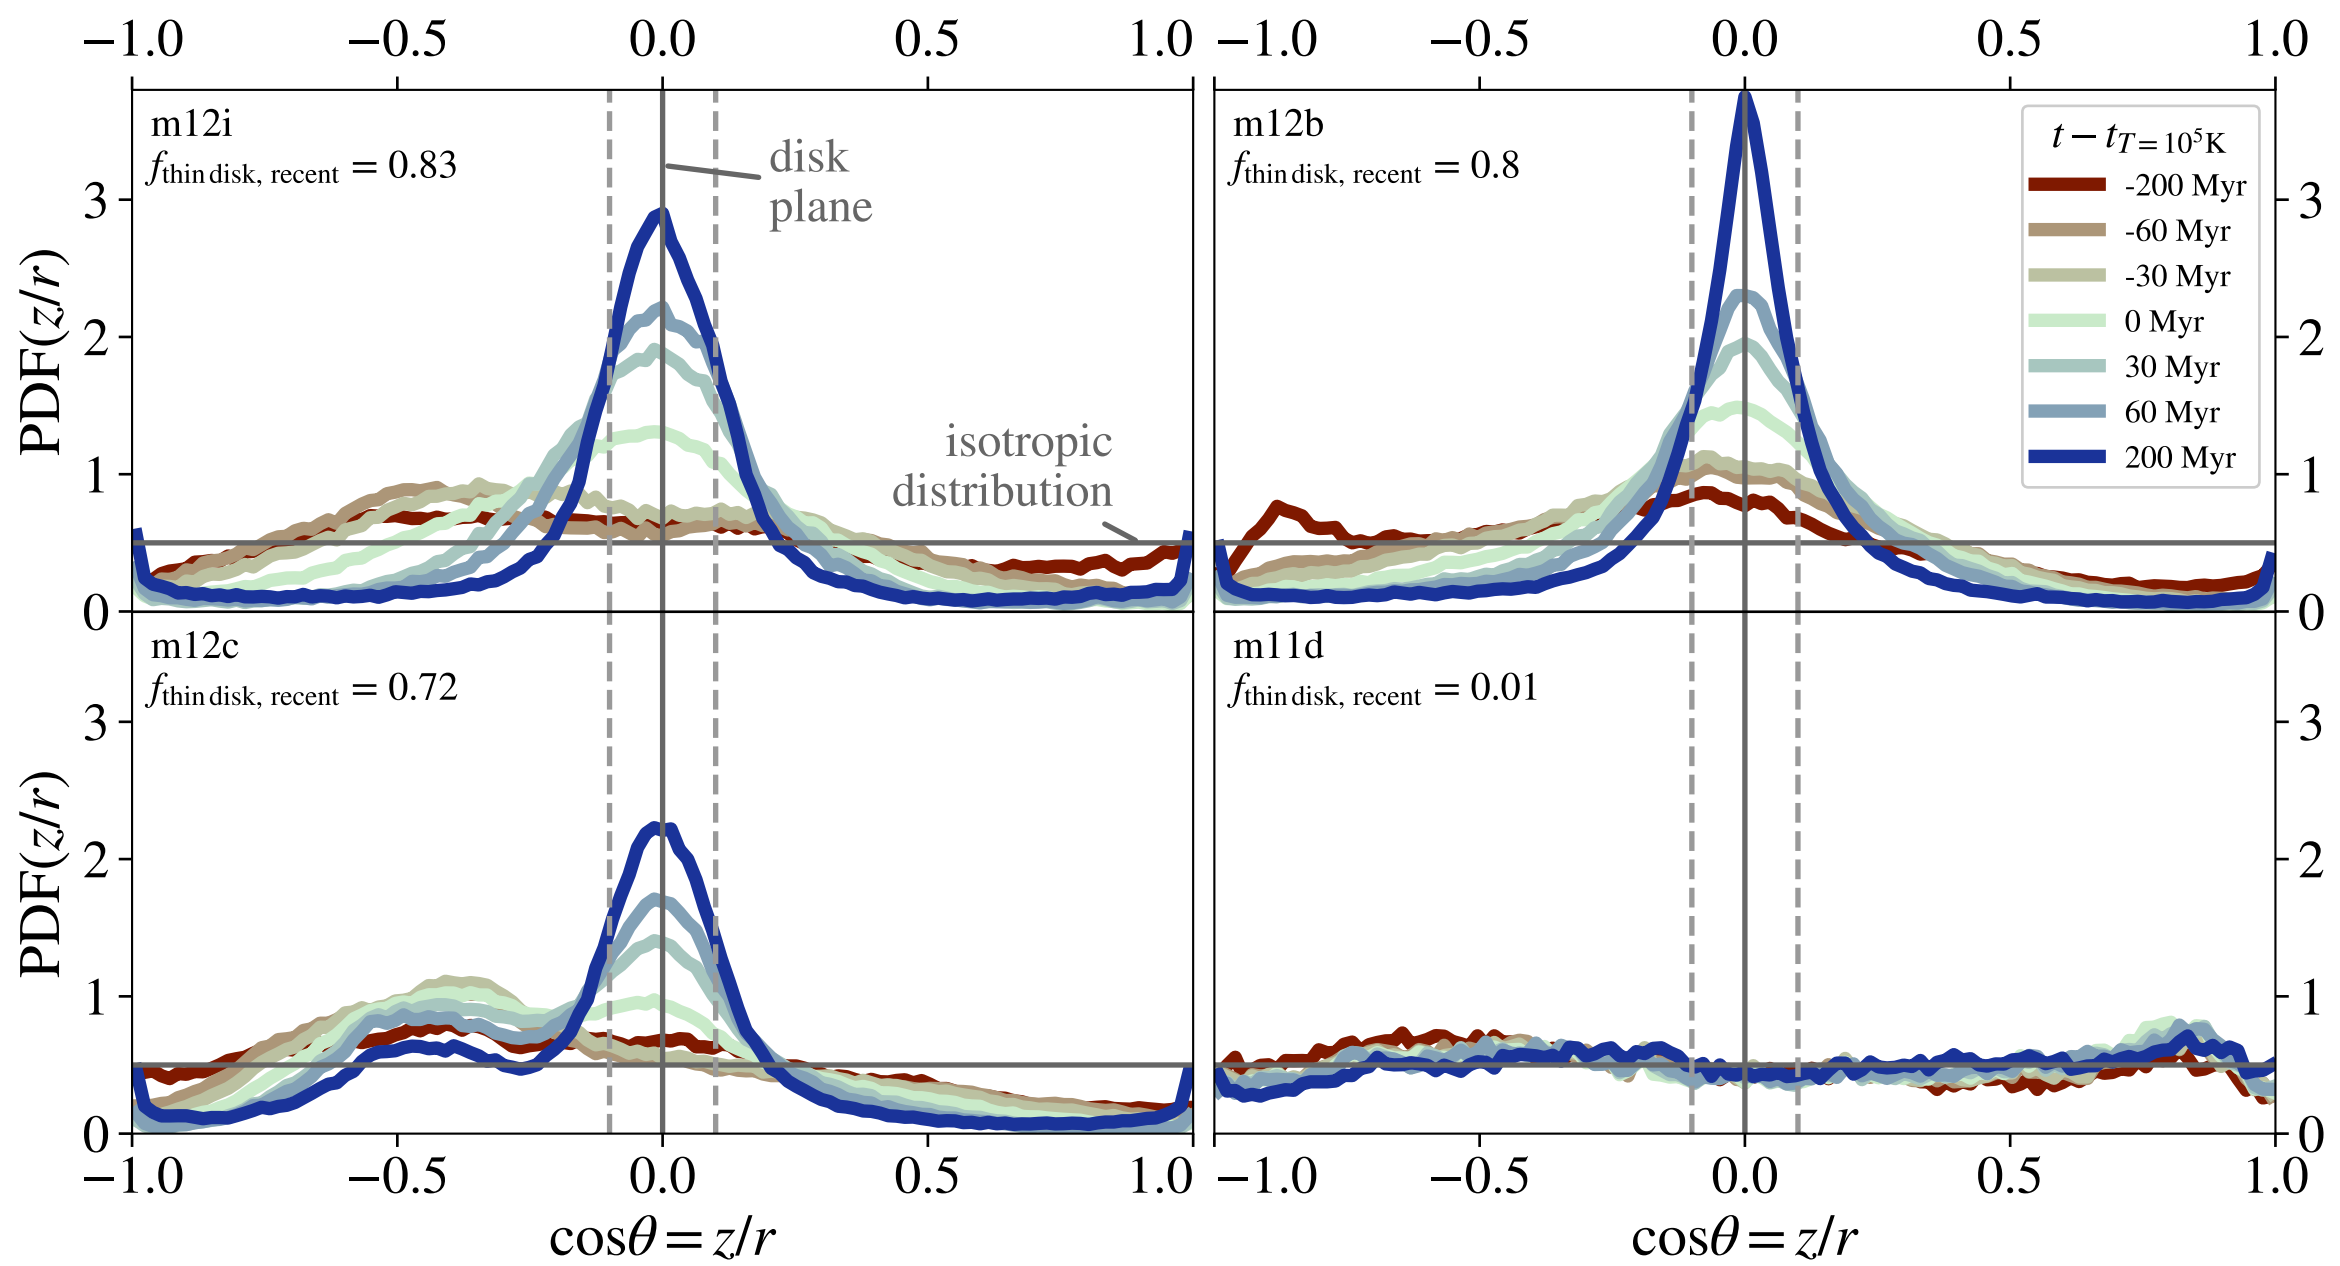 −1.0 −0.5 0.0 0.5 1.0 −1.0 −0.5 0.0 0.5 1.0
m12i
f_thin disk, recent = 0.83
disk
plane
isotropic
distribution
3
2
1
0
PDF(z/r)
m12b
f_thin disk, recent = 0.8
t − t_{T=10⁵K}
-200 Myr
-60 Myr
-30 Myr
0 Myr
30 Myr
60 Myr
200 Myr
3
2
1
0
m12c
f_thin disk, recent = 0.72
3
2
1
0
PDF(z/r)
m11d
f_thin disk, recent = 0.01
3
2
1
0
−1.0 −0.5 0.0 0.5 1.0 −1.0 −0.5 0.0 0.5 1.0
cosθ = z/r
cosθ = z/r